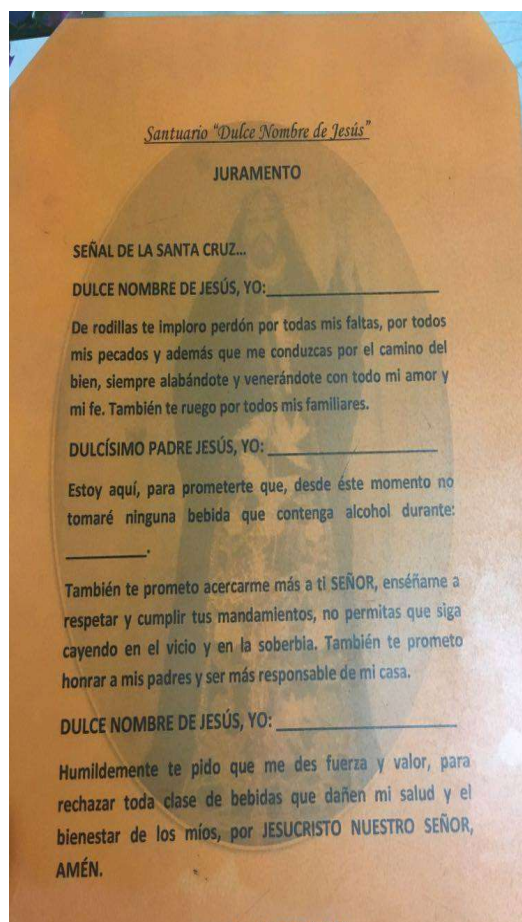 Santuario “Dulce Nombre de Jesús”
JURAMENTO
SEÑAL DE LA SANTA CRUZ...
DULCE NOMBRE DE JESÚS, YO:____________________
De rodillas te imploro perdón por todas mis faltas, por todos
mis pecados y además que me conduzcas por el camino del
bien, siempre alabándote y venerándote con todo mi amor y
mi fe. También te ruego por todos mis familiares.
DULCÍSIMO PADRE JESÚS, YO: ____________________
Estoy aquí, para prometerte que, desde éste momento no
tomaré ninguna bebida que contenga alcohol durante:
__________.
También te prometo acercarme más a ti SEÑOR, enséñame a
respetar y cumplir tus mandamientos, no permitas que siga
cayendo en el vicio y en la soberbia. También te prometo
honrar a mis padres y ser más responsable de mi casa.
DULCE NOMBRE DE JESÚS, YO: ____________________
Humildemente te pido que me des fuerza y valor, para
rechazar toda clase de bebidas que dañen mi salud y el
bienestar de los míos, por JESUCRISTO NUESTRO SEÑOR,
AMÉN.